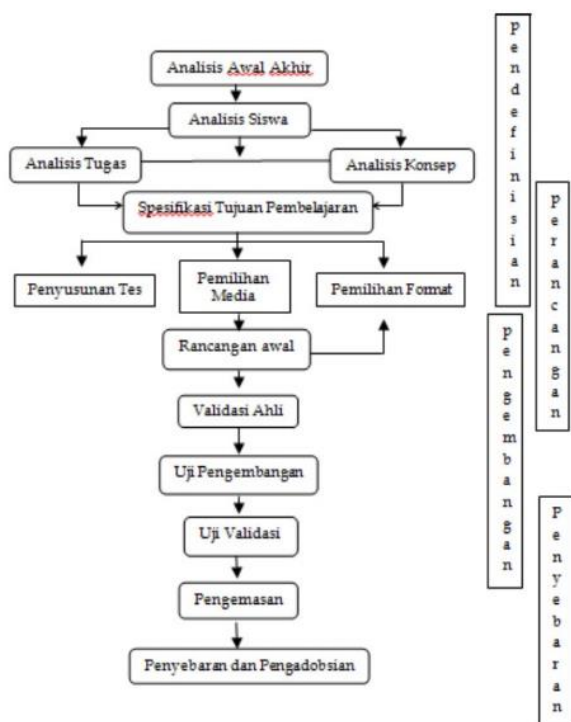 Analisis Awal Akhir
Analisis Siswa
Analisis Tugas
Analisis Konsep
Spesifikasi Tujuan Pembelajaran
Penyusunan Tes
Pemilihan
Media
Pemilihan Format
Rancangan awal
Validasi Ahli
Uji Pengembangan
Uji Validasi
Pengemasan
Penyebaran dan Pengadobsian
pendefinisian
perancangan
pengembangan
Penyebaran